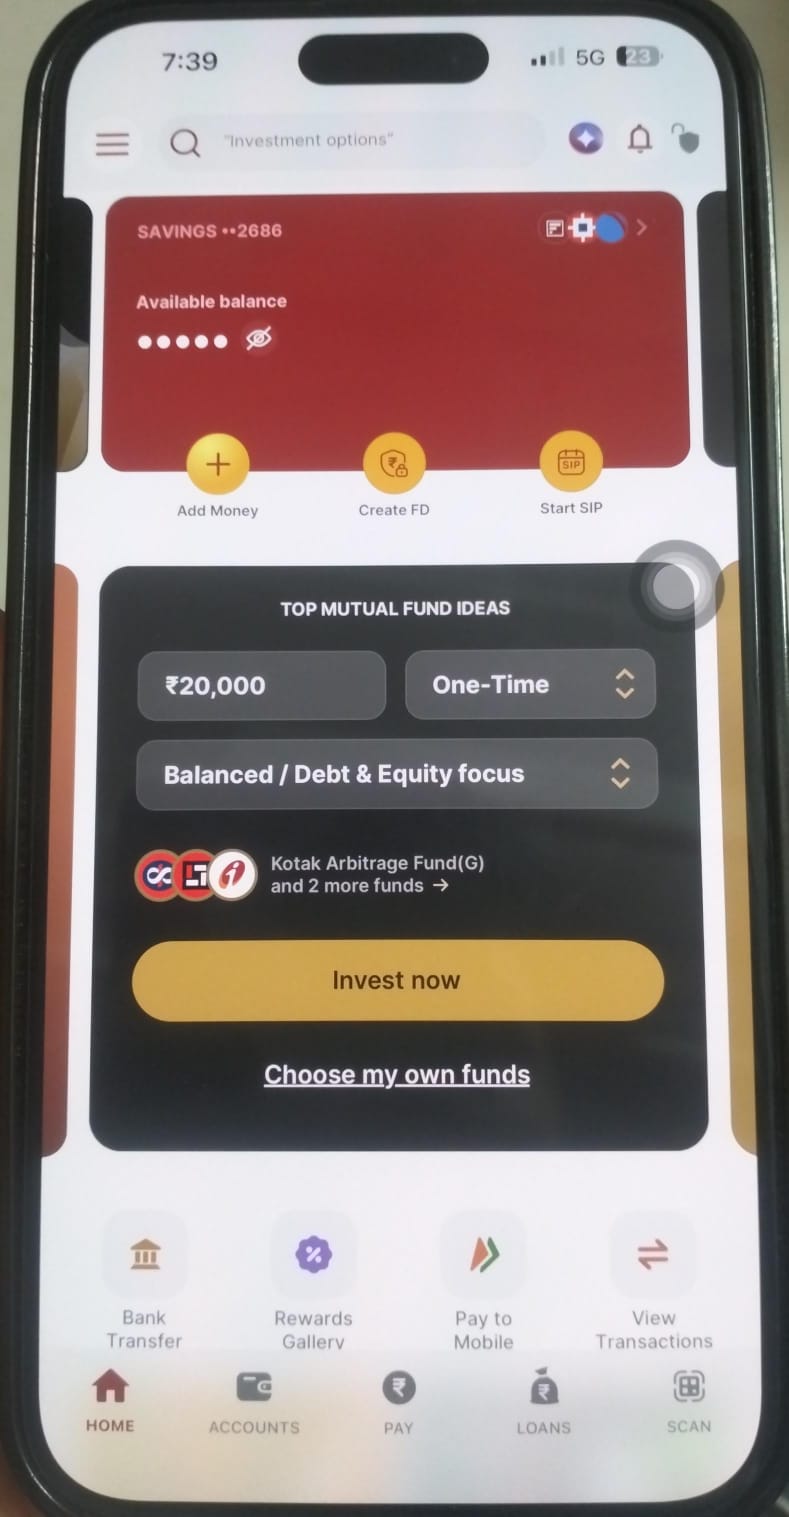 7:39
5G 23
"Investment options"
SAVINGS ••2686
Available balance
Add Money
Create FD
SIP
Start SIP
TOP MUTUAL FUND IDEAS
₹20,000
One-Time
Balanced / Debt & Equity focus
Kotak Arbitrage Fund(G)
and 2 more funds →
Invest now
Choose my own funds
Bank
Transfer
Rewards
Gallery
Pay to
Mobile
View
Transactions
HOME
ACCOUNTS
PAY
LOANS
SCAN